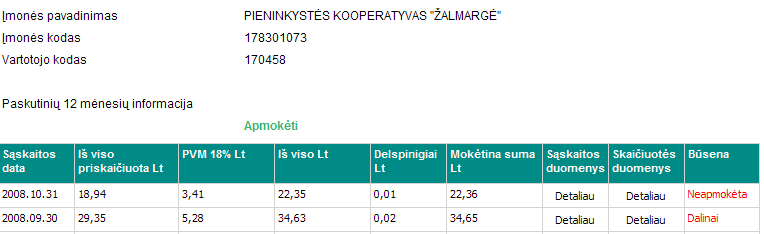 Įmonės pavadinimas PIENINKYSTĖS KOOPERATYVAS "ŽALMARGĖ"
Įmonės kodas 178301073
Vartotojo kodas 170458
Paskutinių 12 mėnesių informacija
Apmokėti
Sąskaitos Iš viso PVM 18% Lt Iš viso Lt Delspinigiai Mokėtina suma Sąskaitos Skaičiuotės Būsena
data priskaičiuota Lt Lt Lt duomenys duomenys
2008.10.31 18,94 3,41 22,35 0,01 22,36 Detaliau Detaliau Neapmokėta
2008.09.30 29,35 5,28 34,63 0,02 34,65 Detaliau Detaliau Dalinai